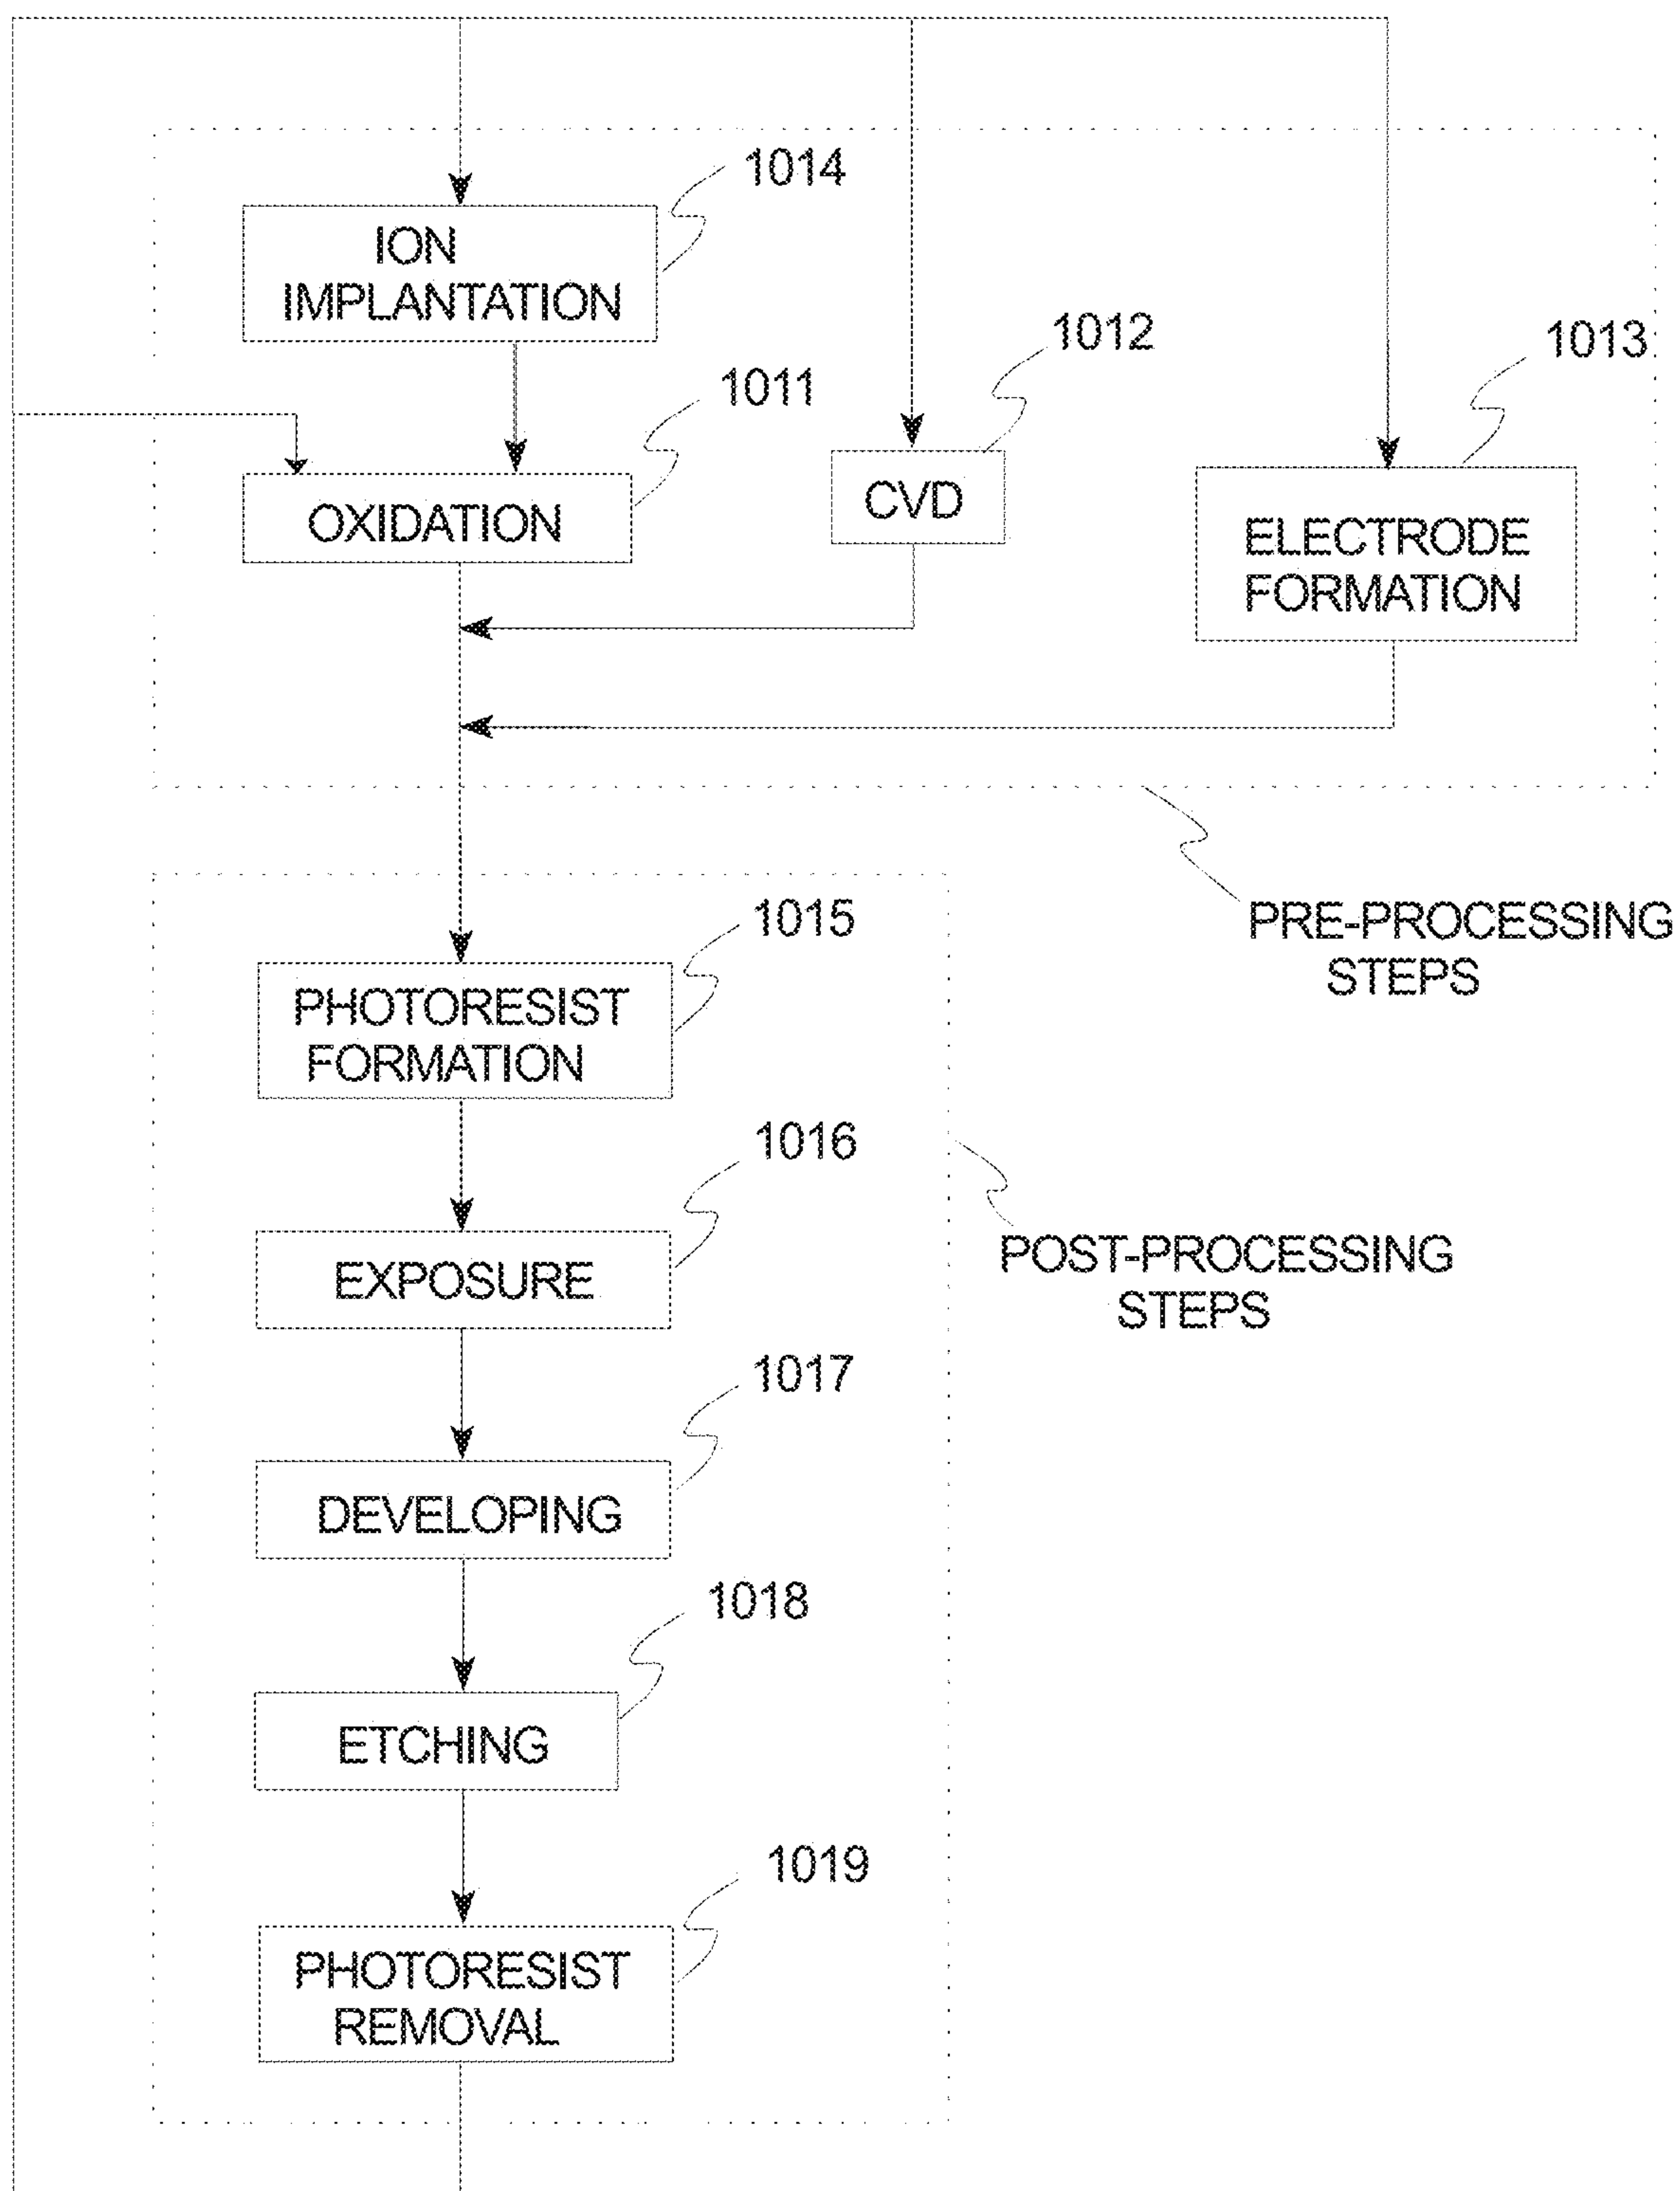 1014
ION
IMPLANTATION
1012
1013
1011
CVD
OXIDATION
ELECTRODE
FORMATION
PRE-PROCESSING
STEPS
1015
PHOTORESIST
FORMATION
1016
EXPOSURE
POST-PROCESSING
STEPS
1017
DEVELOPING
1018
ETCHING
1019
PHOTORESIST
REMOVAL